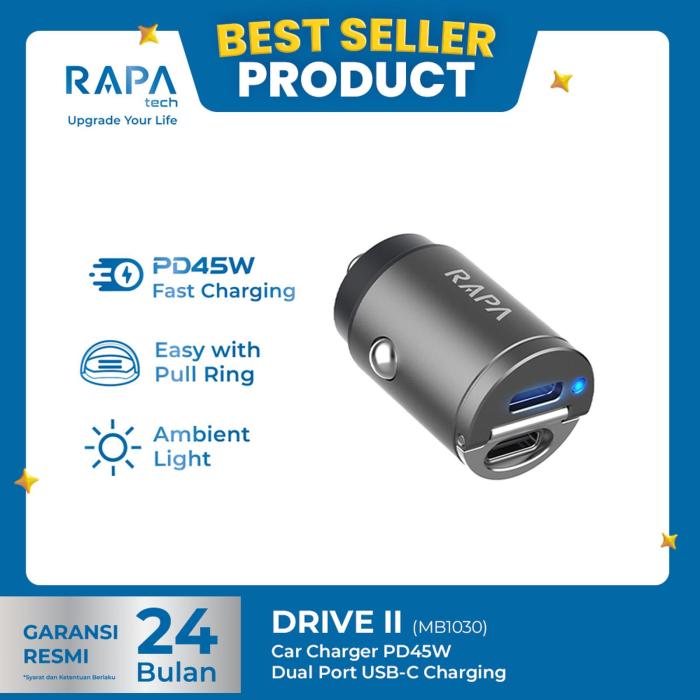 BEST SELLER
PRODUCT
RAPA
tech
Upgrade Your Life
PD45W
Fast Charging
Easy with
Pull Ring
Ambient
Light
RAPA
GARANSI
RESMI
*Syarat dan Ketentuan Berlaku
24
Bulan
DRIVE II (MB1030)
Car Charger PD45W
Dual Port USB-C Charging